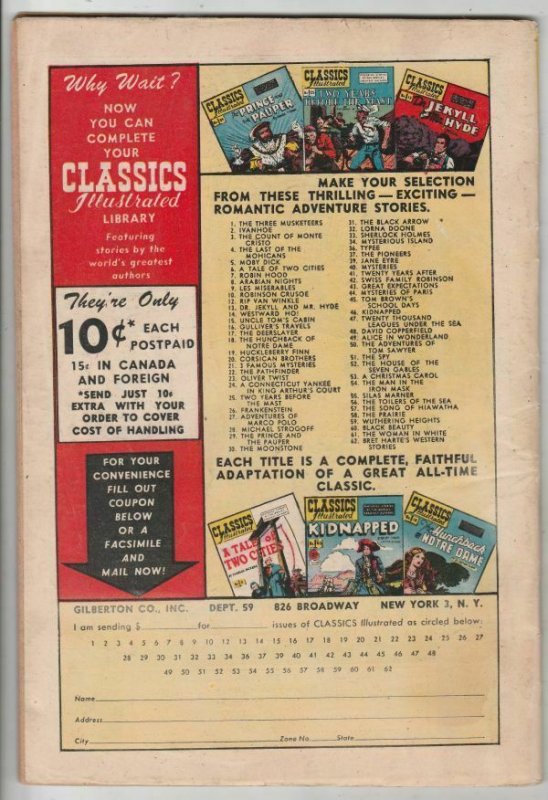 Why Wait?
NOW
YOU CAN
COMPLETE
YOUR
CLASSICS
Illustrated
LIBRARY
Featuring
stories by the
world's greatest
authors
They're Only
10¢* EACH
POSTPAID
15¢ IN CANADA
AND FOREIGN
*SEND JUST 10¢
EXTRA WITH YOUR
ORDER TO COVER
COST OF HANDLING
FOR YOUR
CONVENIENCE
FILL OUT
COUPON
BELOW
OR A
FACSIMILE
AND
MAIL NOW!
CLASSICS
Illustrated
The PRINCE
and the
PAUPER
CLASSICS
Illustrated
TWO YEARS
BEFORE THE MAST
CLASSICS
Illustrated
Dr. JEKYLL
and Mr. HYDE
MAKE YOUR SELECTION
FROM THESE THRILLING — EXCITING —
ROMANTIC ADVENTURE STORIES.
1. THE THREE MUSKETEERS
2. IVANHOE
3. THE COUNT OF MONTE
CRISTO
4. THE LAST OF THE
MOHICANS
5. MOBY DICK
6. A TALE OF TWO CITIES
7. ROBIN HOOD
8. ARABIAN NIGHTS
9. LES MISERABLES
10. ROBINSON CRUSOE
12. RIP VAN WINKLE
13. DR. JEKYLL AND MR. HYDE
14. WESTWARD HO!
15. UNCLE TOM'S CABIN
16. GULLIVER'S TRAVELS
17. THE DEERSLAYER
18. THE HUNCHBACK OF
NOTRE DAME
19. HUCKLEBERRY FINN
20. CORSICAN BROTHERS
21. 3 FAMOUS MYSTERIES
22. THE PATHFINDER
23. OLIVER TWIST
24. A CONNECTICUT YANKEE
IN KING ARTHUR'S COURT
25. TWO YEARS BEFORE
THE MAST
26. FRANKENSTEIN
27. ADVENTURES OF
MARCO POLO
28. MICHAEL STROGOFF
29. THE PRINCE AND
THE PAUPER
30. THE MOONSTONE
31. THE BLACK ARROW
32. LORNA DOONE
33. SHERLOCK HOLMES
34. MYSTERIOUS ISLAND
36. TYPEE
37. THE PIONEERS
39. JANE EYRE
40. MYSTERIES
41. TWENTY YEARS AFTER
42. SWISS FAMILY ROBINSON
43. GREAT EXPECTATIONS
44. MYSTERIES OF PARIS
45. TOM BROWN'S
SCHOOL DAYS
46. KIDNAPPED
47. TWENTY THOUSAND
LEAGUES UNDER THE SEA
48. DAVID COPPERFIELD
49. ALICE IN WONDERLAND
50. THE ADVENTURES OF
TOM SAWYER
51. THE SPY
52. THE HOUSE OF THE
SEVEN GABLES
53. A CHRISTMAS CAROL
54. THE MAN IN THE
IRON MASK
55. SILAS MARNER
56. THE TOILERS OF THE SEA
57. THE SONG OF HIAWATHA
58. THE PRAIRIE
59. WUTHERING HEIGHTS
60. BLACK BEAUTY
61. THE WOMAN IN WHITE
62. BRET HARTE'S WESTERN
STORIES
EACH TITLE IS A COMPLETE, FAITHFUL
ADAPTATION OF A GREAT ALL-TIME
CLASSIC.
CLASSICS
Illustrated
A TALE OF
TWO CITIES
CLASSICS
Illustrated
KIDNAPPED
CLASSICS
Illustrated
The Hunchback
of NOTRE DAME
GILBERTON CO., INC. DEPT. 59 826 BROADWAY NEW YORK 3, N. Y.
I am sending $ for issues of CLASSICS Illustrated as circled below:
1 2 3 4 5 6 7 8 9 10 12 13 14 15 16 17 18 19 20 21 22 23 24 25 26 27
28 29 30 31 32 33 34 36 37 39 40 41 42 43 44 45 46 47 48
49 50 51 52 53 54 55 56 57 58 59 60 61 62
Name
Address
City Zone No. State